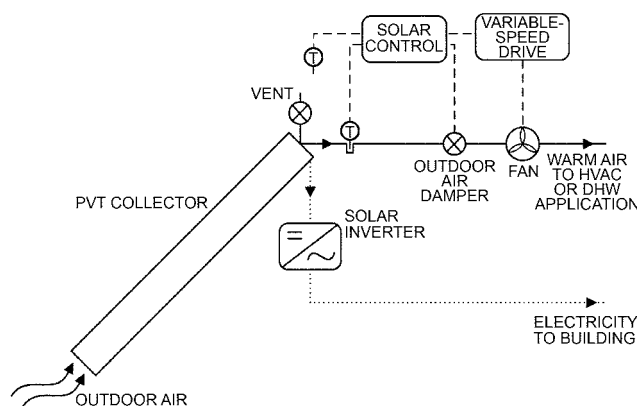 SOLAR
CONTROL
VARIABLE-
SPEED
DRIVE
T
VENT
T
OUTDOOR
AIR
DAMPER
FAN
WARM AIR
TO HVAC
OR DHW
APPLICATION
PVT COLLECTOR
SOLAR
INVERTER
ELECTRICITY
TO BUILDING
OUTDOOR AIR